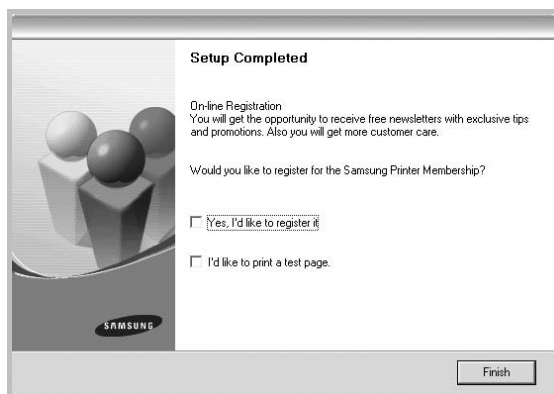 Setup Completed
On-line Registration
You will get the opportunity to receive free newsletters with exclusive tips
and promotions. Also you will get more customer care.
Would you like to register for the Samsung Printer Membership?
Yes, I'd like to register it
I'd like to print a test page.
SAMSUNG
Finish